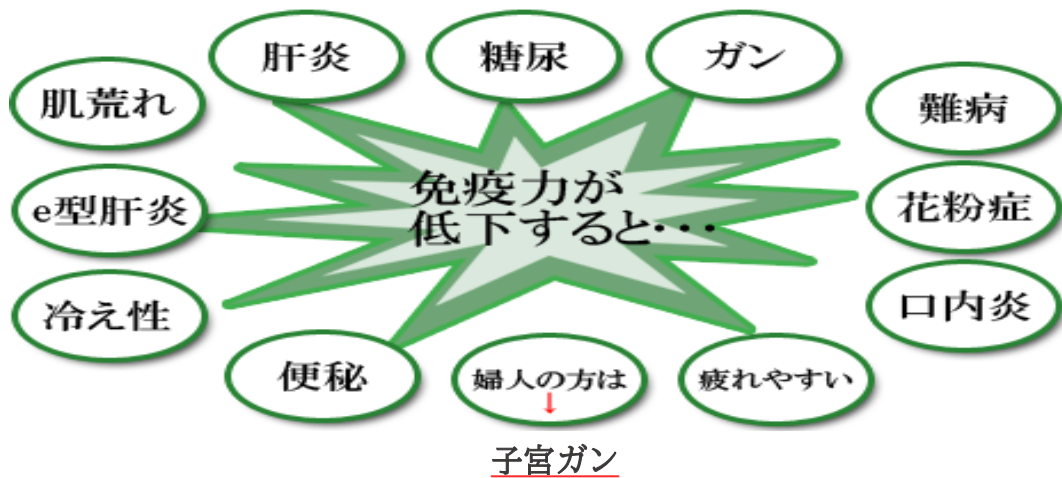 肝炎
糖尿
ガン
肌荒れ
難病
免疫力が
低下すると・・・
e型肝炎
花粉症
冷え性
口内炎
便秘
婦人の方は
↓
疲れやすい
子宮ガン